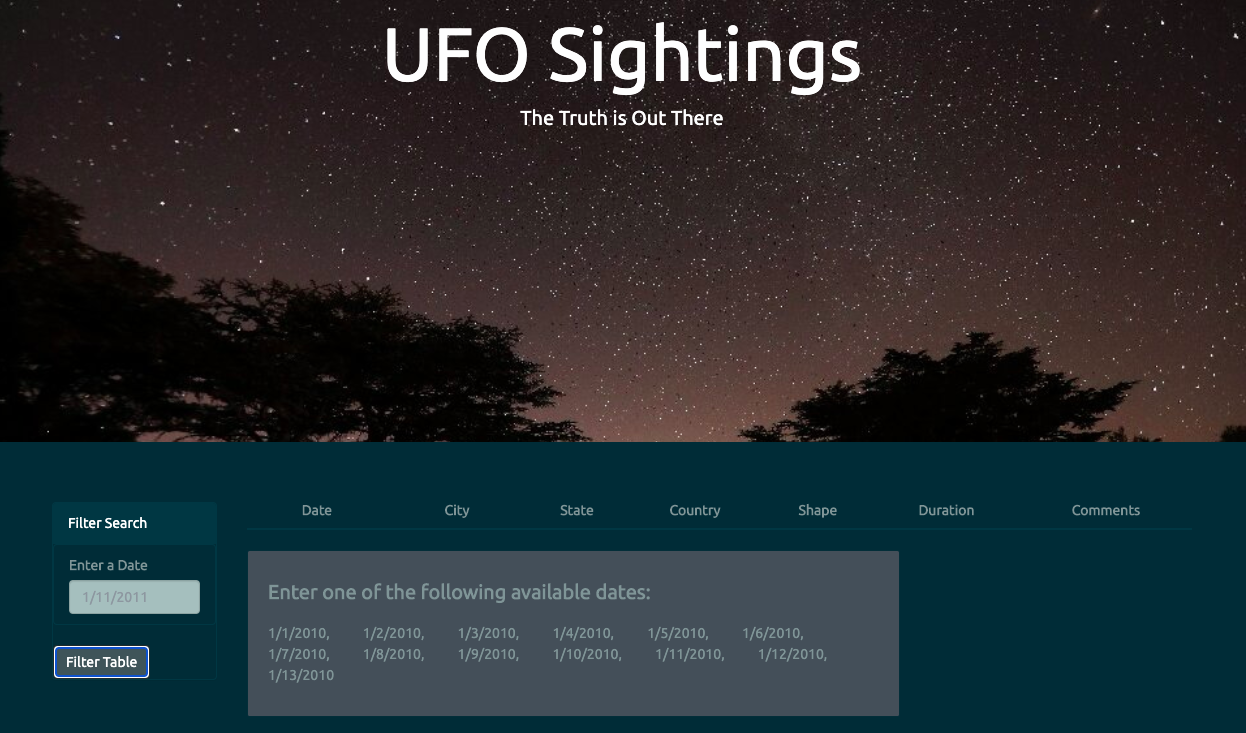 UFO Sightings
The Truth is Out There
Filter Search
Enter a Date
1/11/2011
Filter Table
Date City State Country Shape Duration Comments
Enter one of the following available dates:
1/1/2010, 1/2/2010, 1/3/2010, 1/4/2010, 1/5/2010, 1/6/2010,
1/7/2010, 1/8/2010, 1/9/2010, 1/10/2010, 1/11/2010, 1/12/2010,
1/13/2010